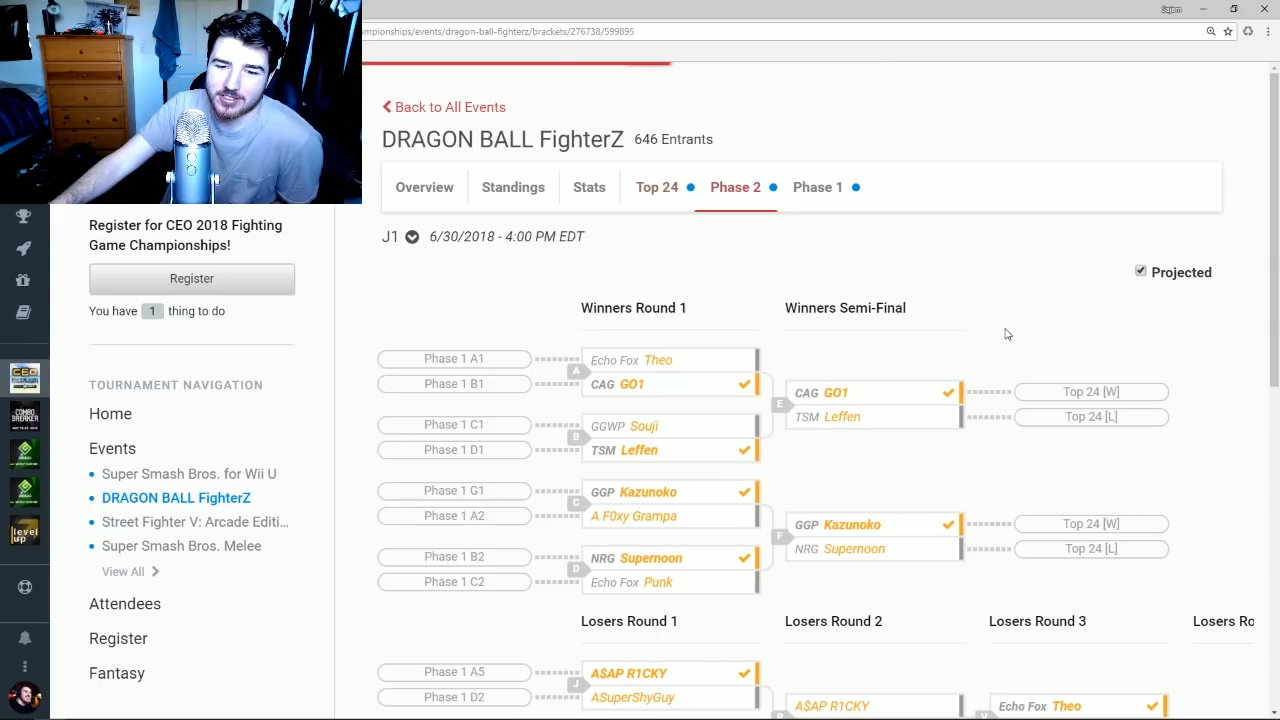 mpionships/events/dragon-ball-fighterz/brackets/276738/599895
Back to All Events
DRAGON BALL FighterZ 646 Entrants
Overview Standings Stats Top 24 Phase 2 Phase 1
J1 6/30/2018 - 4:00 PM EDT
Projected
Register for CEO 2018 Fighting
Game Championships!
Register
You have 1 thing to do
TOURNAMENT NAVIGATION
Home
Events
Super Smash Bros. for Wii U
DRAGON BALL FighterZ
Street Fighter V: Arcade Editi...
Super Smash Bros. Melee
View All
Attendees
Register
Fantasy
CEO
COMBO
BREAKER
level
up
Winners Round 1 Winners Semi-Final
Phase 1 A1 Echo Fox Theo
A
Phase 1 B1 CAG GO1
CAG GO1 Top 24 [W]
E
TSM Leffen Top 24 [L]
Phase 1 C1 GGWP Souji
B
Phase 1 D1 TSM Leffen
Phase 1 G1 GGP Kazunoko
C
Phase 1 A2 A F0xy Grampa
GGP Kazunoko Top 24 [W]
F
NRG Supernoon Top 24 [L]
Phase 1 B2 NRG Supernoon
D
Phase 1 C2 Echo Fox Punk
Losers Round 1 Losers Round 2 Losers Round 3 Losers Ro
Phase 1 A5 A$AP R1CKY
J
Phase 1 D2 ASuperShyGuy
A$AP R1CKY Echo Fox Theo